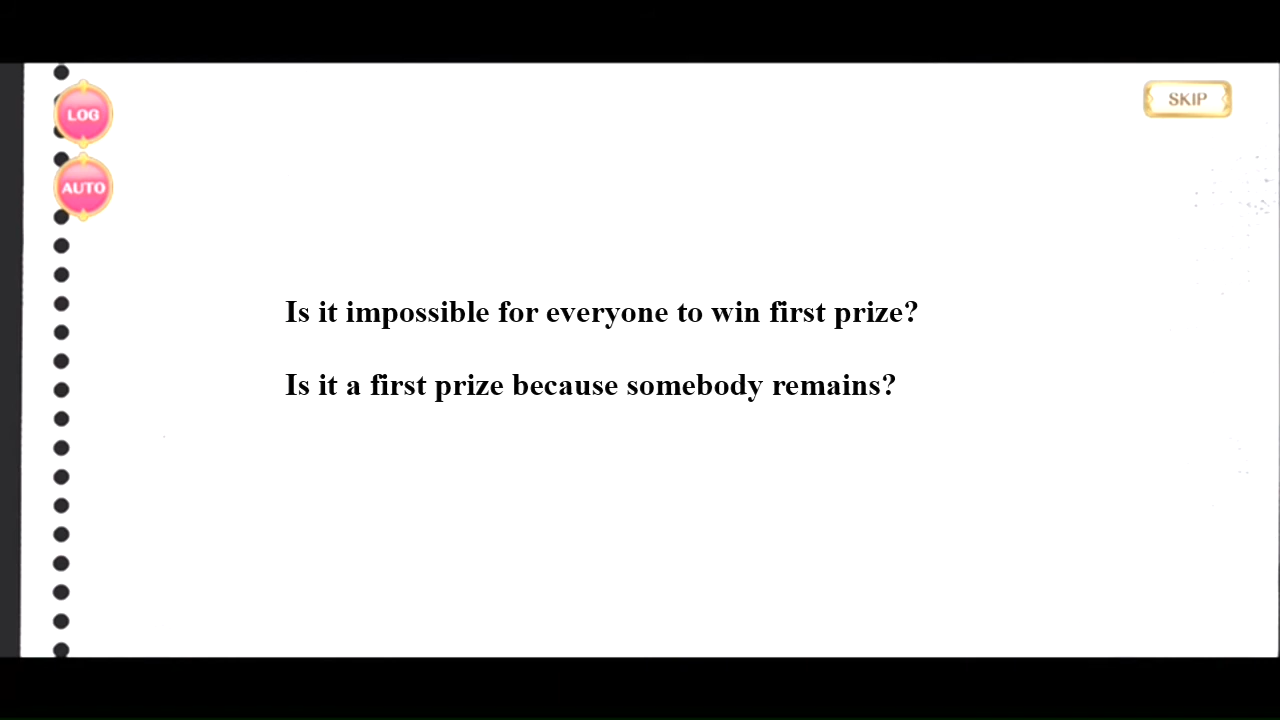 LOG
SKIP
AUTO
Is it impossible for everyone to win first prize?
Is it a first prize because somebody remains?